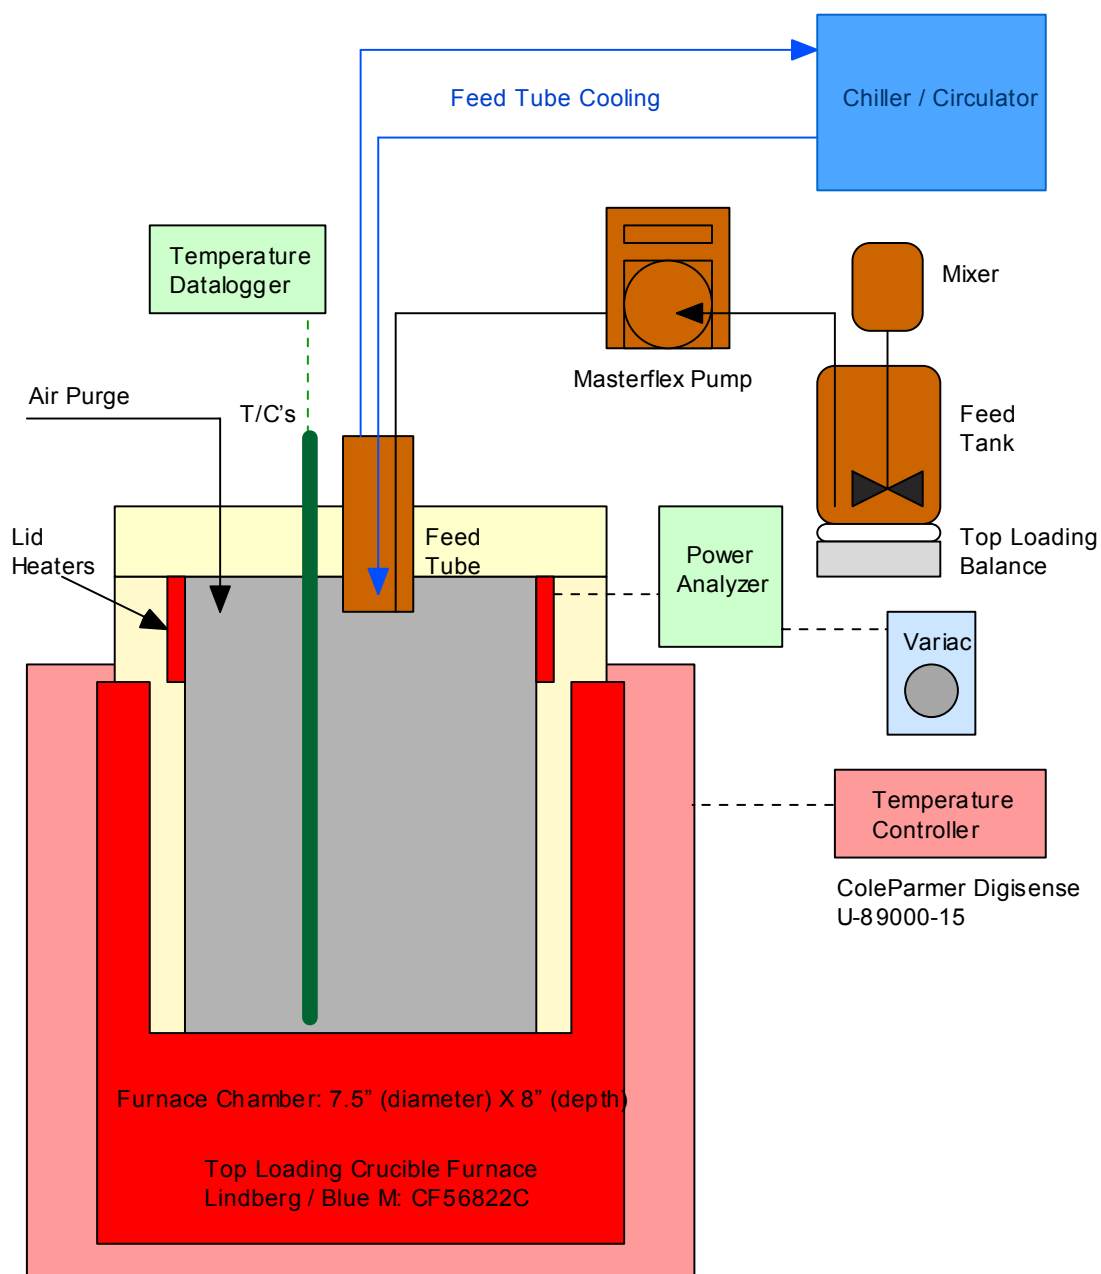 Feed Tube Cooling
Chiller / Circulator
Temperature
Datalogger
Mixer
Masterflex Pump
Air Purge
T/C’s
Feed
Tank
Lid
Heaters
Feed
Tube
Power
Analyzer
Top Loading
Balance
Variac
Temperature
Controller
ColeParmer Digisense
U-89000-15
Furnace Chamber: 7.5” (diameter) X 8” (depth)
Top Loading Crucible Furnace
Lindberg / Blue M: CF56822C